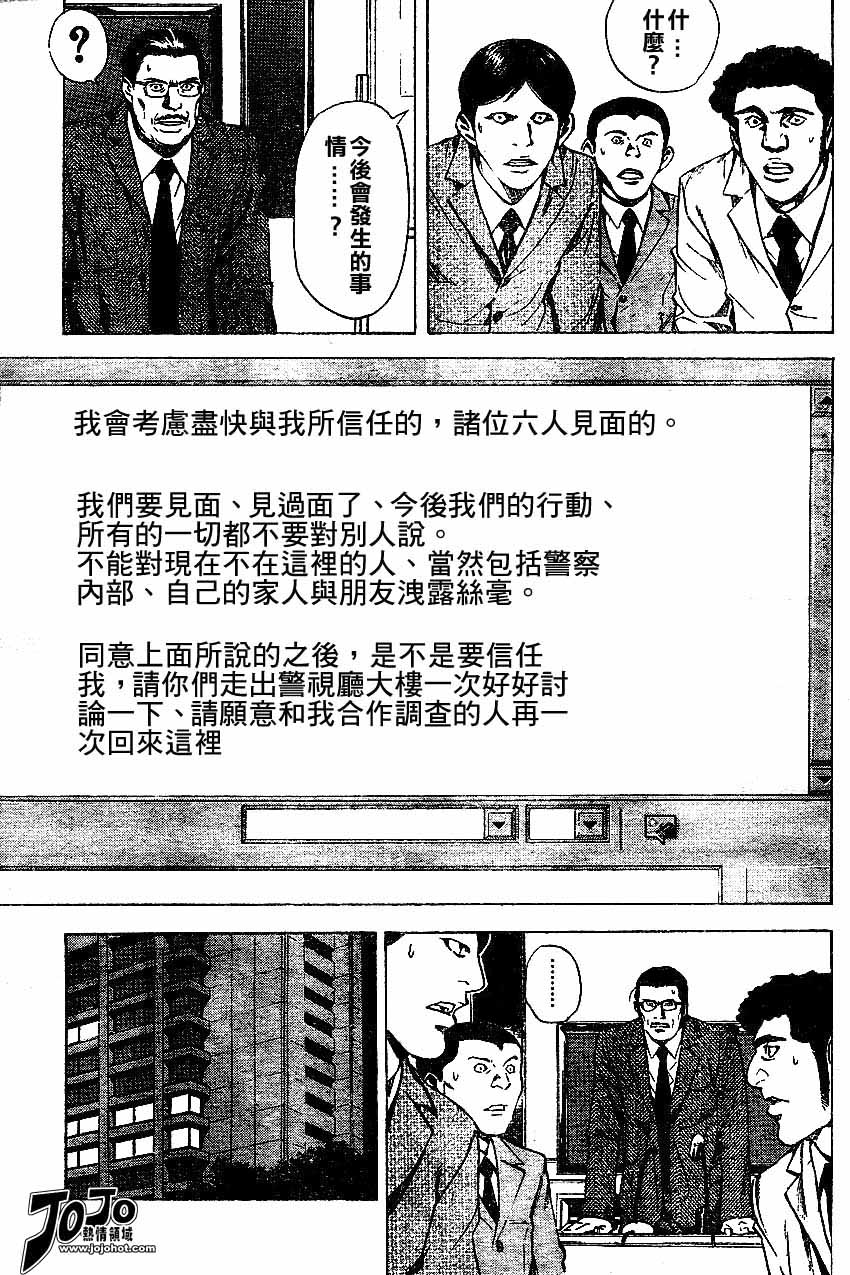 什…
什麼？
今後會發生的事
情……？
？
我會考慮盡快與我所信任的，諸位六人見面的。
我們要見面、見過面了、今後我們的行動、
所有的一切都不要對別人說。
不能對現在不在這裡的人、當然包括警察
內部、自己的家人與朋友洩露絲毫。
同意上面所說的之後，是不是要信任
我，請你們走出警視廳大樓一次好好討
論一下、請願意和我合作調查的人再一
次回來這裡
………
JOJO
熱情領域
www.jojohot.com